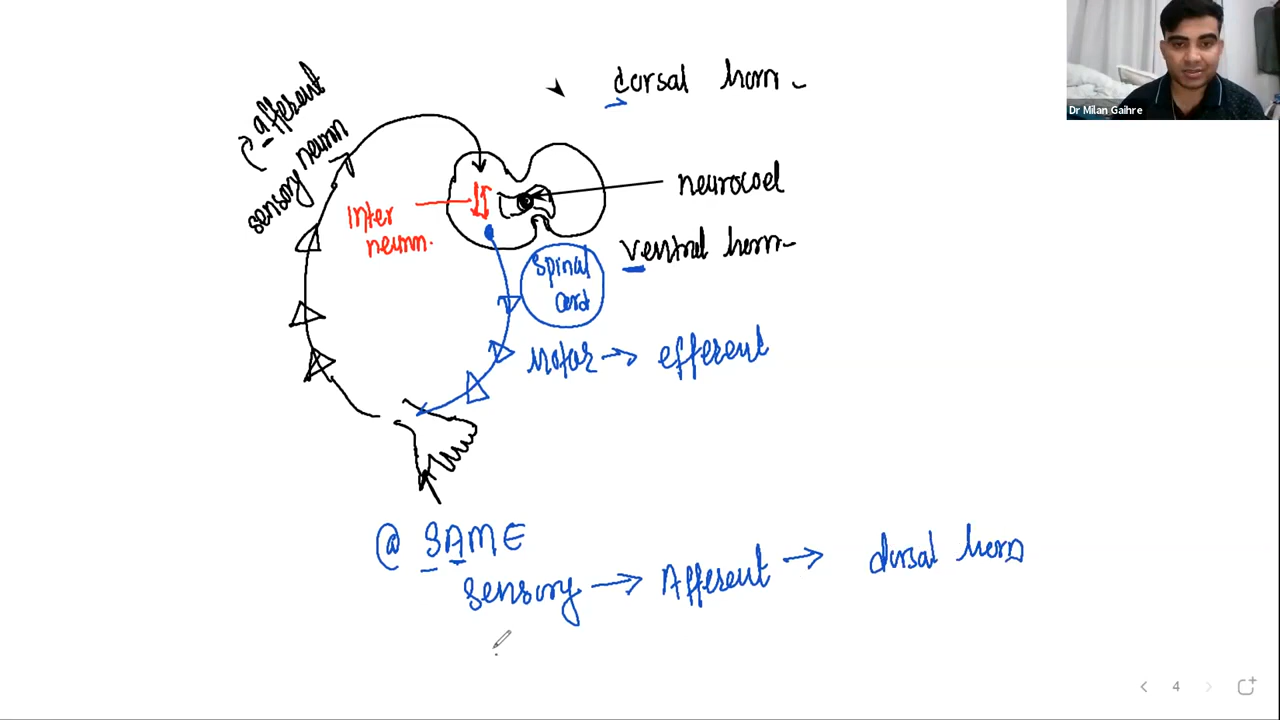 dorsal horn
Dr Milan Gaihre
afferent
sensory neuron
neurocoel
Inter
neuron.
ventral horn
spinal
cord
Motor → efferent
@ SAME
sensory → Afferent → dorsal horn
4